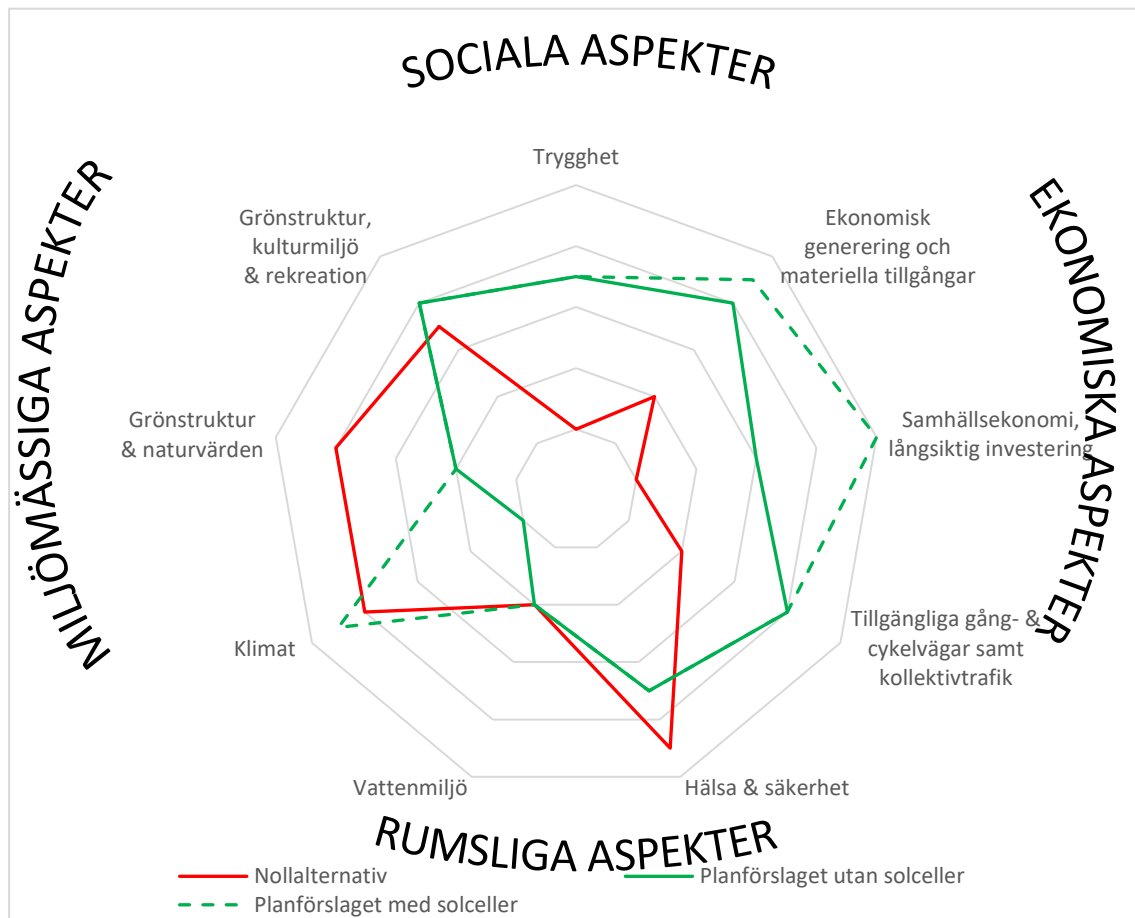 SOCIALA ASPEKTER
Trygghet
Grönstruktur,
kulturmiljö
& rekreation
Ekonomisk
generering och
materiella tillgångar
MILJÖMÄSSIGA ASPEKTER
EKONOMISKA ASPEKTER
Grönstruktur
& naturvärden
Samhällsekonomi,
långsiktig investering
Klimat
Tillgängliga gång- &
cykelvägar samt
kollektivtrafik
Vattenmiljö
Hälsa & säkerhet
RUMSLIGA ASPEKTER
Nollalternativ
Planförslaget utan solceller
Planförslaget med solceller